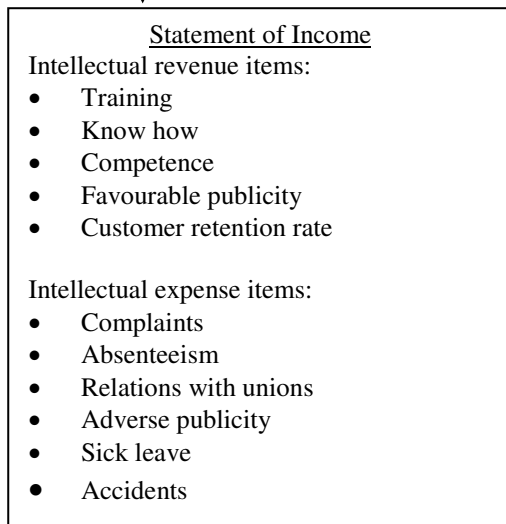 Statement of Income
Intellectual revenue items:
• Training
• Know how
• Competence
• Favourable publicity
• Customer retention rate
Intellectual expense items:
• Complaints
• Absenteeism
• Relations with unions
• Adverse publicity
• Sick leave
• Accidents